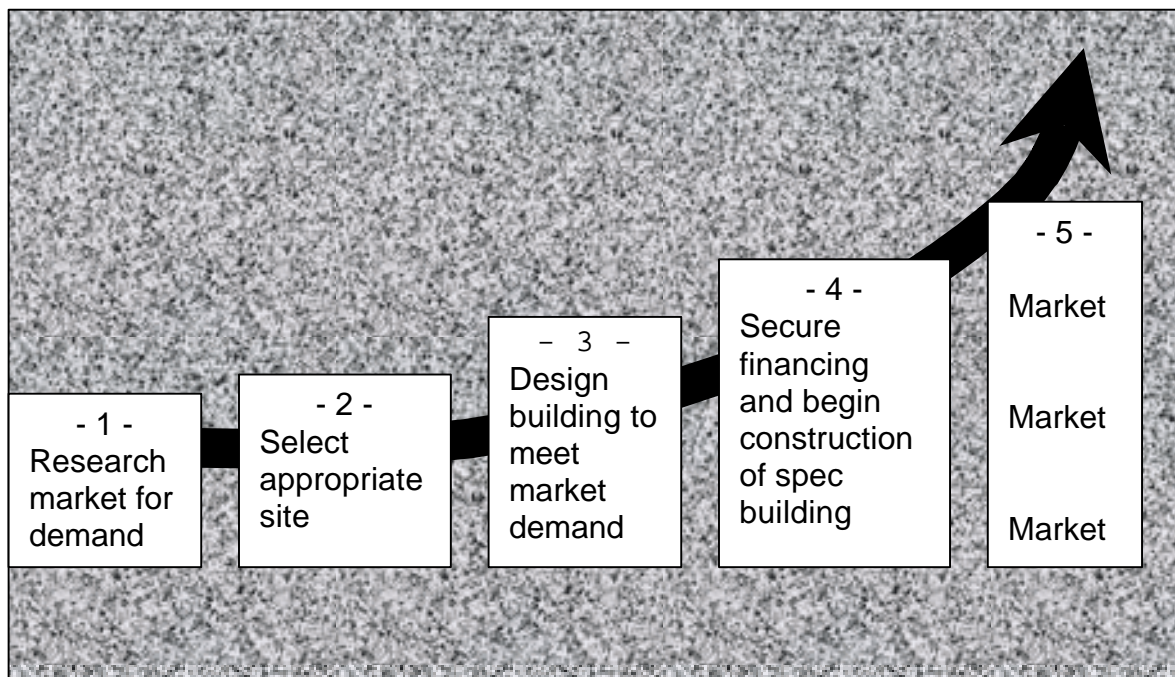 - 1 -
Research
market for
demand
- 2 -
Select
appropriate
site
- 3 -
Design
building to
meet
market
demand
- 4 -
Secure
financing
and begin
construction
of spec
building
- 5 -
Market
Market
Market